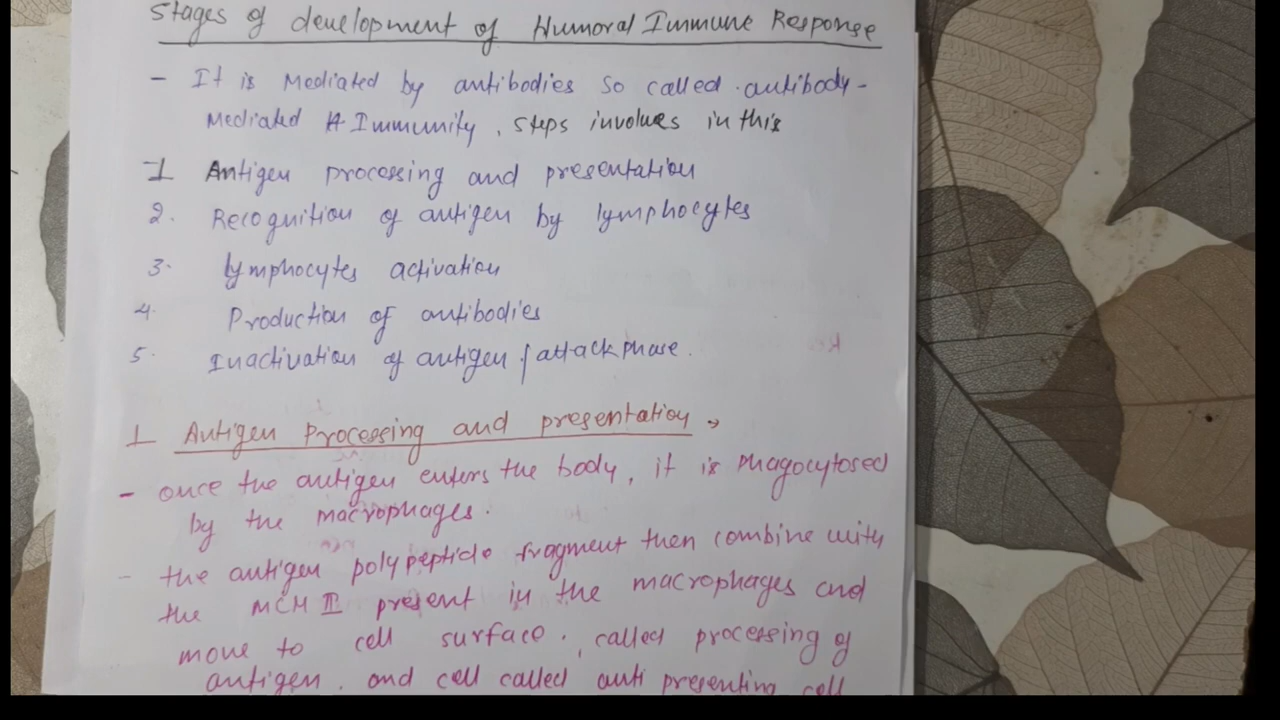 Stages of development of Humoral Immune Response
- It is Mediated by antibodies so called antibody-
Mediated Immunity, steps involves in this
1 Antigen processing and presentation
2. Recognition of antigen by lymphocytes
3. lymphocytes activation
4. Production of antibodies
5. Inactivation of antigen / attack phase.
1 Antigen Processing and presentation →
- once the antigen enters the body, it is phagocytosed
by the macrophages.
- the antigen polypeptide fragment then combine with
the MCH II present in the macrophages and
move to cell surface, called processing of
antigen. and cell called anti presenting cell